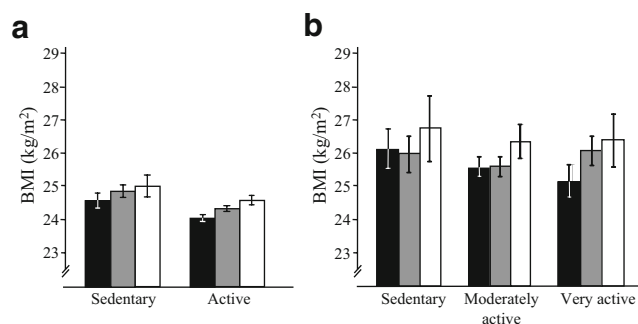 a
BMI (kg/m²)
29
28
27
26
25
24
23
Sedentary
Active
b
BMI (kg/m²)
29
28
27
26
25
24
23
Sedentary
Moderately
active
Very active